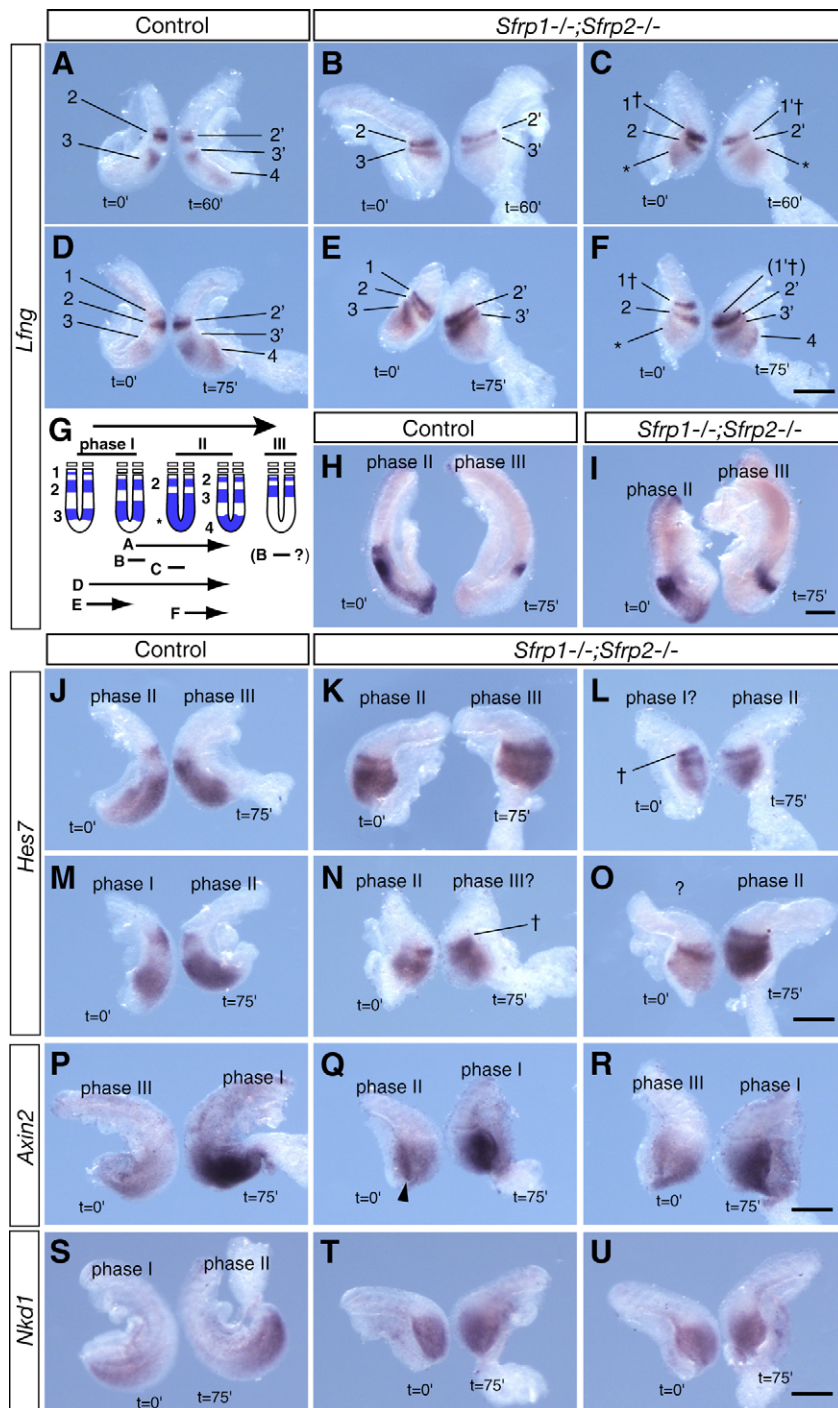 Control
Sfrp1-/-;Sfrp2-/-
Lfng
A
2
3
2'
3'
4
t=0'
t=60'
B
2
3
2'
3'
t=0'
t=60'
C
1†
2
*
1'†
2'
*
t=0'
t=60'
D
1
2
3
2'
3'
4
t=0'
t=75'
E
1
2
3
2'
3'
t=0'
t=75'
F
1†
2
*
(1'†)
2'
3'
4
t=0'
t=75'
G
phase I
II
III
1
2
3
2
*
2
3
4
A
B
C
(B – ?)
D
E
F
Control
Sfrp1-/-;Sfrp2-/-
H
phase II
phase III
t=0'
t=75'
I
phase II
phase III
t=0'
t=75'
Control
Sfrp1-/-;Sfrp2-/-
Hes7
J
phase II
phase III
t=0'
t=75'
K
phase II
phase III
t=0'
t=75'
L
phase I?
phase II
†
t=0'
t=75'
M
phase I
phase II
t=0'
t=75'
N
phase II
phase III?
†
t=0'
t=75'
O
?
phase II
t=0'
t=75'
Axin2
P
phase III
phase I
t=0'
t=75'
Q
phase II
phase I
t=0'
t=75'
R
phase III
phase I
t=0'
t=75'
Nkd1
S
phase I
phase II
t=0'
t=75'
T
t=0'
t=75'
U
t=0'
t=75'